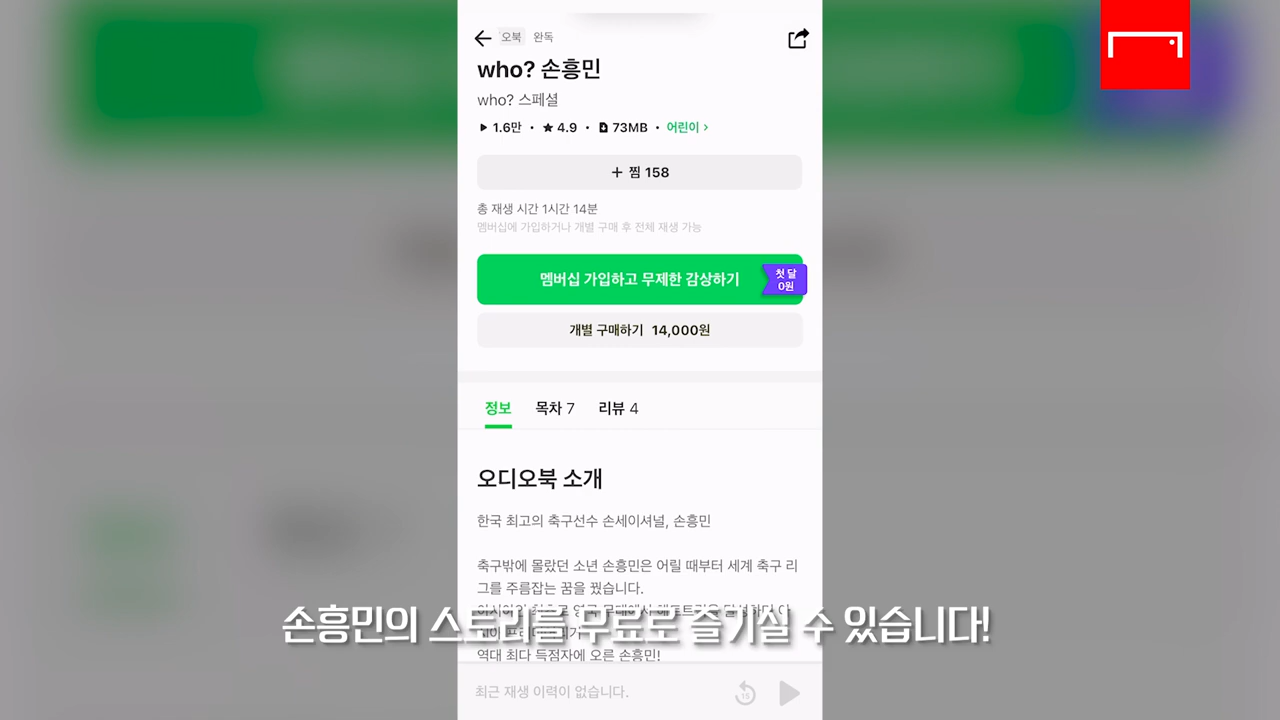 오북 완독
who? 손흥민
who? 스페셜
1.6만 · 4.9 · 73MB · 어린이 >
+ 찜 158
총 재생 시간 1시간 14분
멤버십에 가입하거나 개별 구매 후 전체 재생 가능
멤버십 가입하고 무제한 감상하기
첫 달
0원
개별 구매하기 14,000원
정보 목차 7 리뷰 4
오디오북 소개
한국 최고의 축구선수 손세이셔널, 손흥민
축구밖에 몰랐던 소년 손흥민은 어릴 때부터 세계 축구 리
그를 주름잡는 꿈을 꿨습니다.
손흥민의 스토리를 무료로 즐기실 수 있습니다!
역대 최다 득점자에 오른 손흥민!
최근 재생 이력이 없습니다.
15